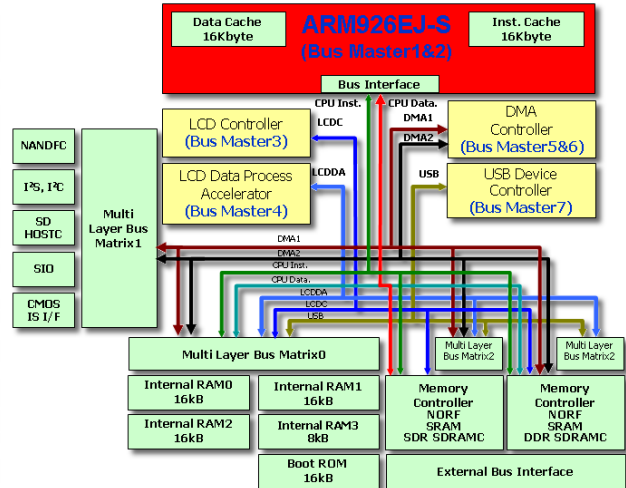 Data Cache
16Kbyte
ARM926EJ-S
(Bus Master1&2)
Inst. Cache
16Kbyte
Bus Interface
CPU Inst.
CPU Data.
LCD Controller
(Bus Master3)
LCDC
DMA1
DMA2
DMA
Controller
(Bus Master5&6)
LCD Data Process
Accelerator
(Bus Master4)
LCDDA
USB
USB Device
Controller
(Bus Master7)
NANDFC
I²S, I²C
SD
HOSTC
SIO
CMOS
IS I/F
Multi
Layer Bus
Matrix1
DMA1
DMA2
CPU Inst.
CPU Data.
LCDDA
LCDC
USB
Multi Layer Bus Matrix0
Multi Layer
Bus Matrix2
Multi Layer
Bus Matrix2
Internal RAM0
16kB
Internal RAM1
16kB
Internal RAM2
16kB
Internal RAM3
8kB
Boot ROM
16kB
Memory
Controller
NORF
SRAM
SDR SDRAMC
Memory
Controller
NORF
SRAM
DDR SDRAMC
External Bus Interface